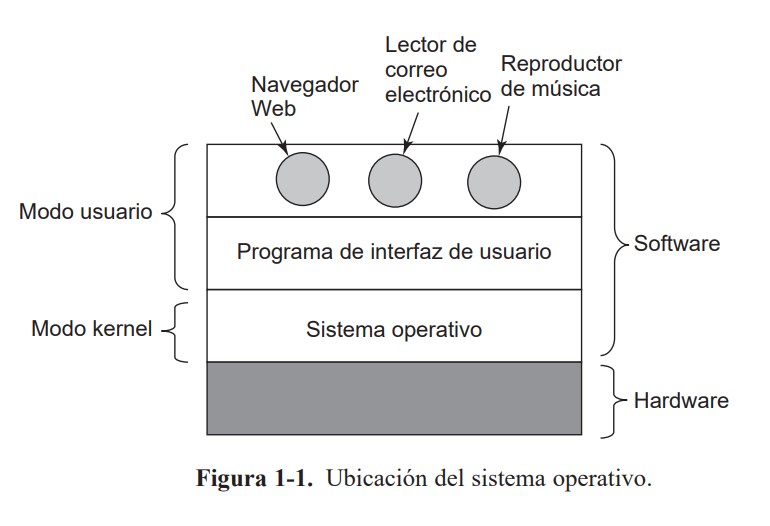 Navegador
Web
Lector de
correo
electrónico
Reproductor
de música
Modo usuario
Programa de interfaz de usuario
Software
Modo kernel
Sistema operativo
Hardware
Figura 1-1. Ubicación del sistema operativo.